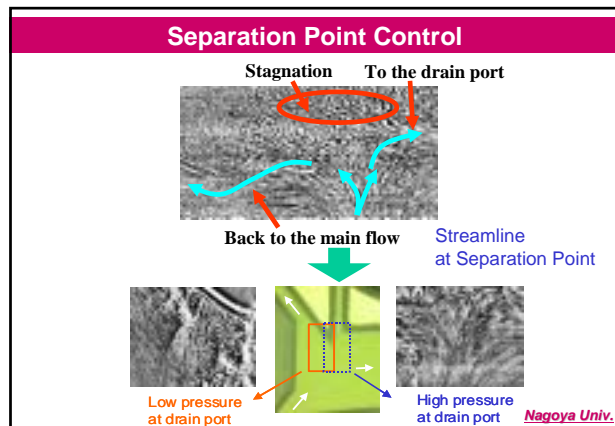 Separation Point Control
Stagnation
To the drain port
Back to the main flow
Streamline
at Separation Point
Low pressure
at drain port
High pressure
at drain port
Nagoya Univ.